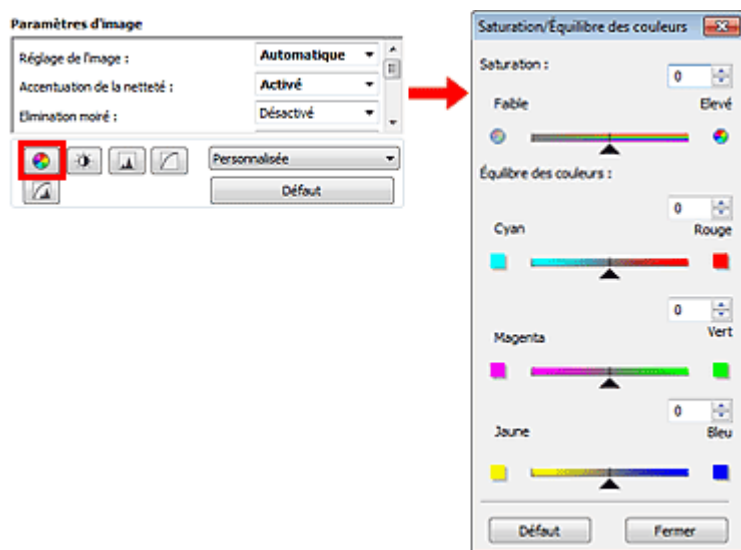 Paramètres d'image
Réglage de l'image : Automatique
Accentuation de la netteté : Activé
Elimination moiré : Désactivé
Personnalisée
Défaut
Saturation/Équilibre des couleurs
Saturation :
0
Faible Elevé
Équilibre des couleurs :
0
Cyan Rouge
0
Magenta Vert
0
Jaune Bleu
Défaut Fermer